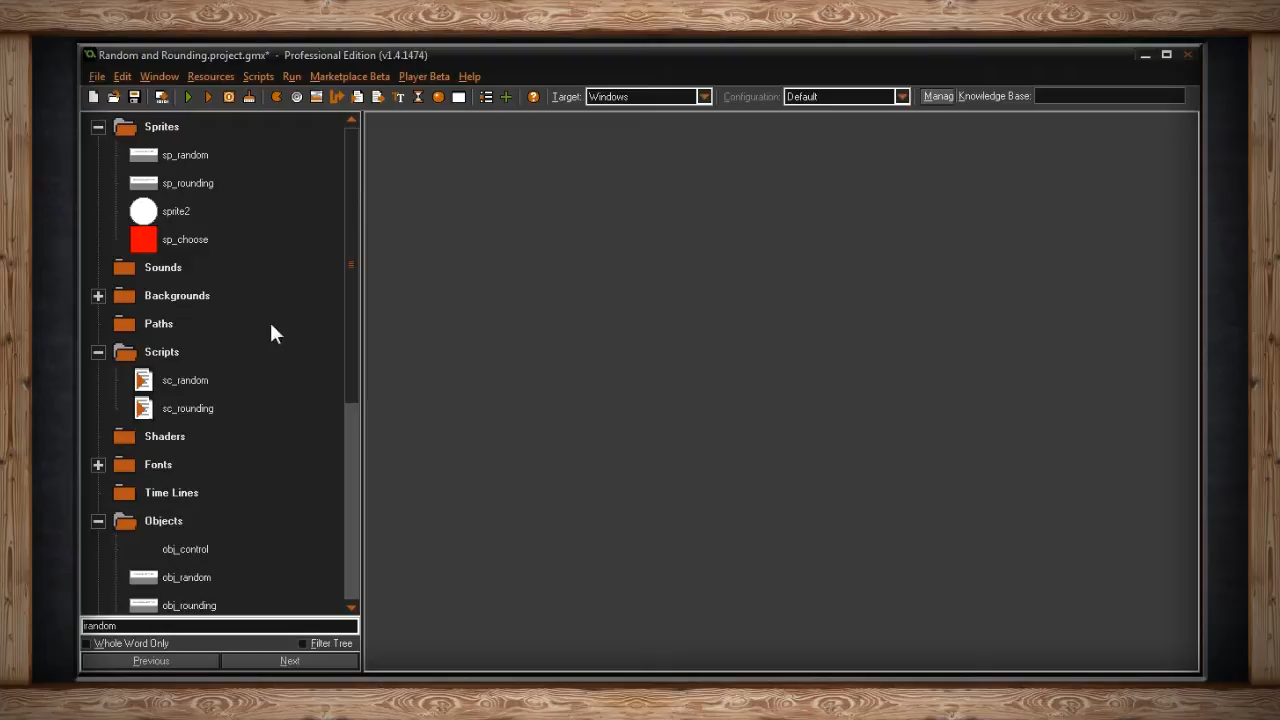 Random and Rounding.project.gmx* - Professional Edition (v1.4.1474)
File Edit Window Resources Scripts Run Marketplace Beta Player Beta Help
Target: Windows Configuration: Default Manag Knowledge Base:
Sprites
sp_random
sp_rounding
sprite2
sp_choose
Sounds
Backgrounds
Paths
Scripts
sc_random
sc_rounding
Shaders
Fonts
Time Lines
Objects
obj_control
obj_random
obj_rounding
irandom
Whole Word Only Filter Tree
Previous Next